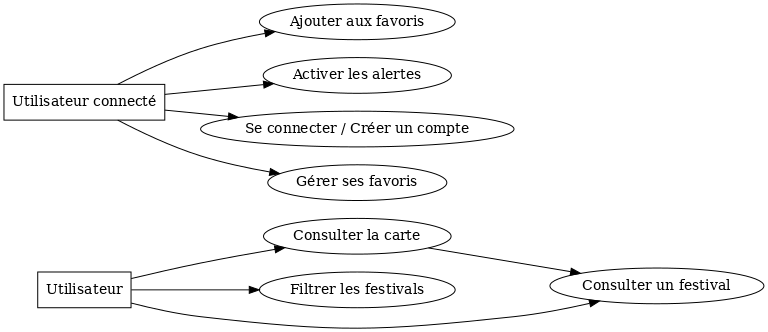 Ajouter aux favoris
Activer les alertes
Utilisateur connecté
Se connecter / Créer un compte
Gérer ses favoris
Consulter la carte
Utilisateur
Filtrer les festivals
Consulter un festival